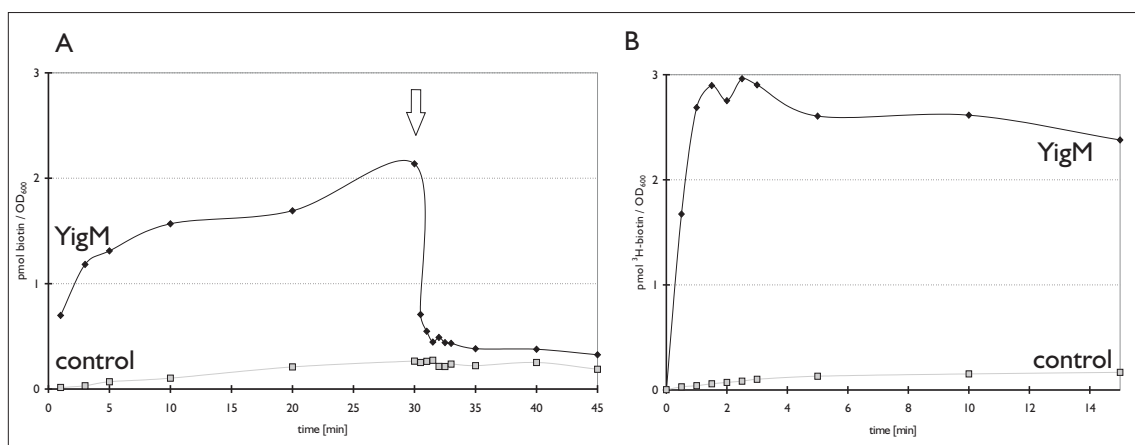 A
3
2
1
0
pmol biotin / OD600
YigM
control
0 5 10 15 20 25 30 35 40 45
time [min]
B
3
2
1
0
pmol ³H-biotin / OD600
YigM
control
0 2 4 6 8 10 12 14
time [min]